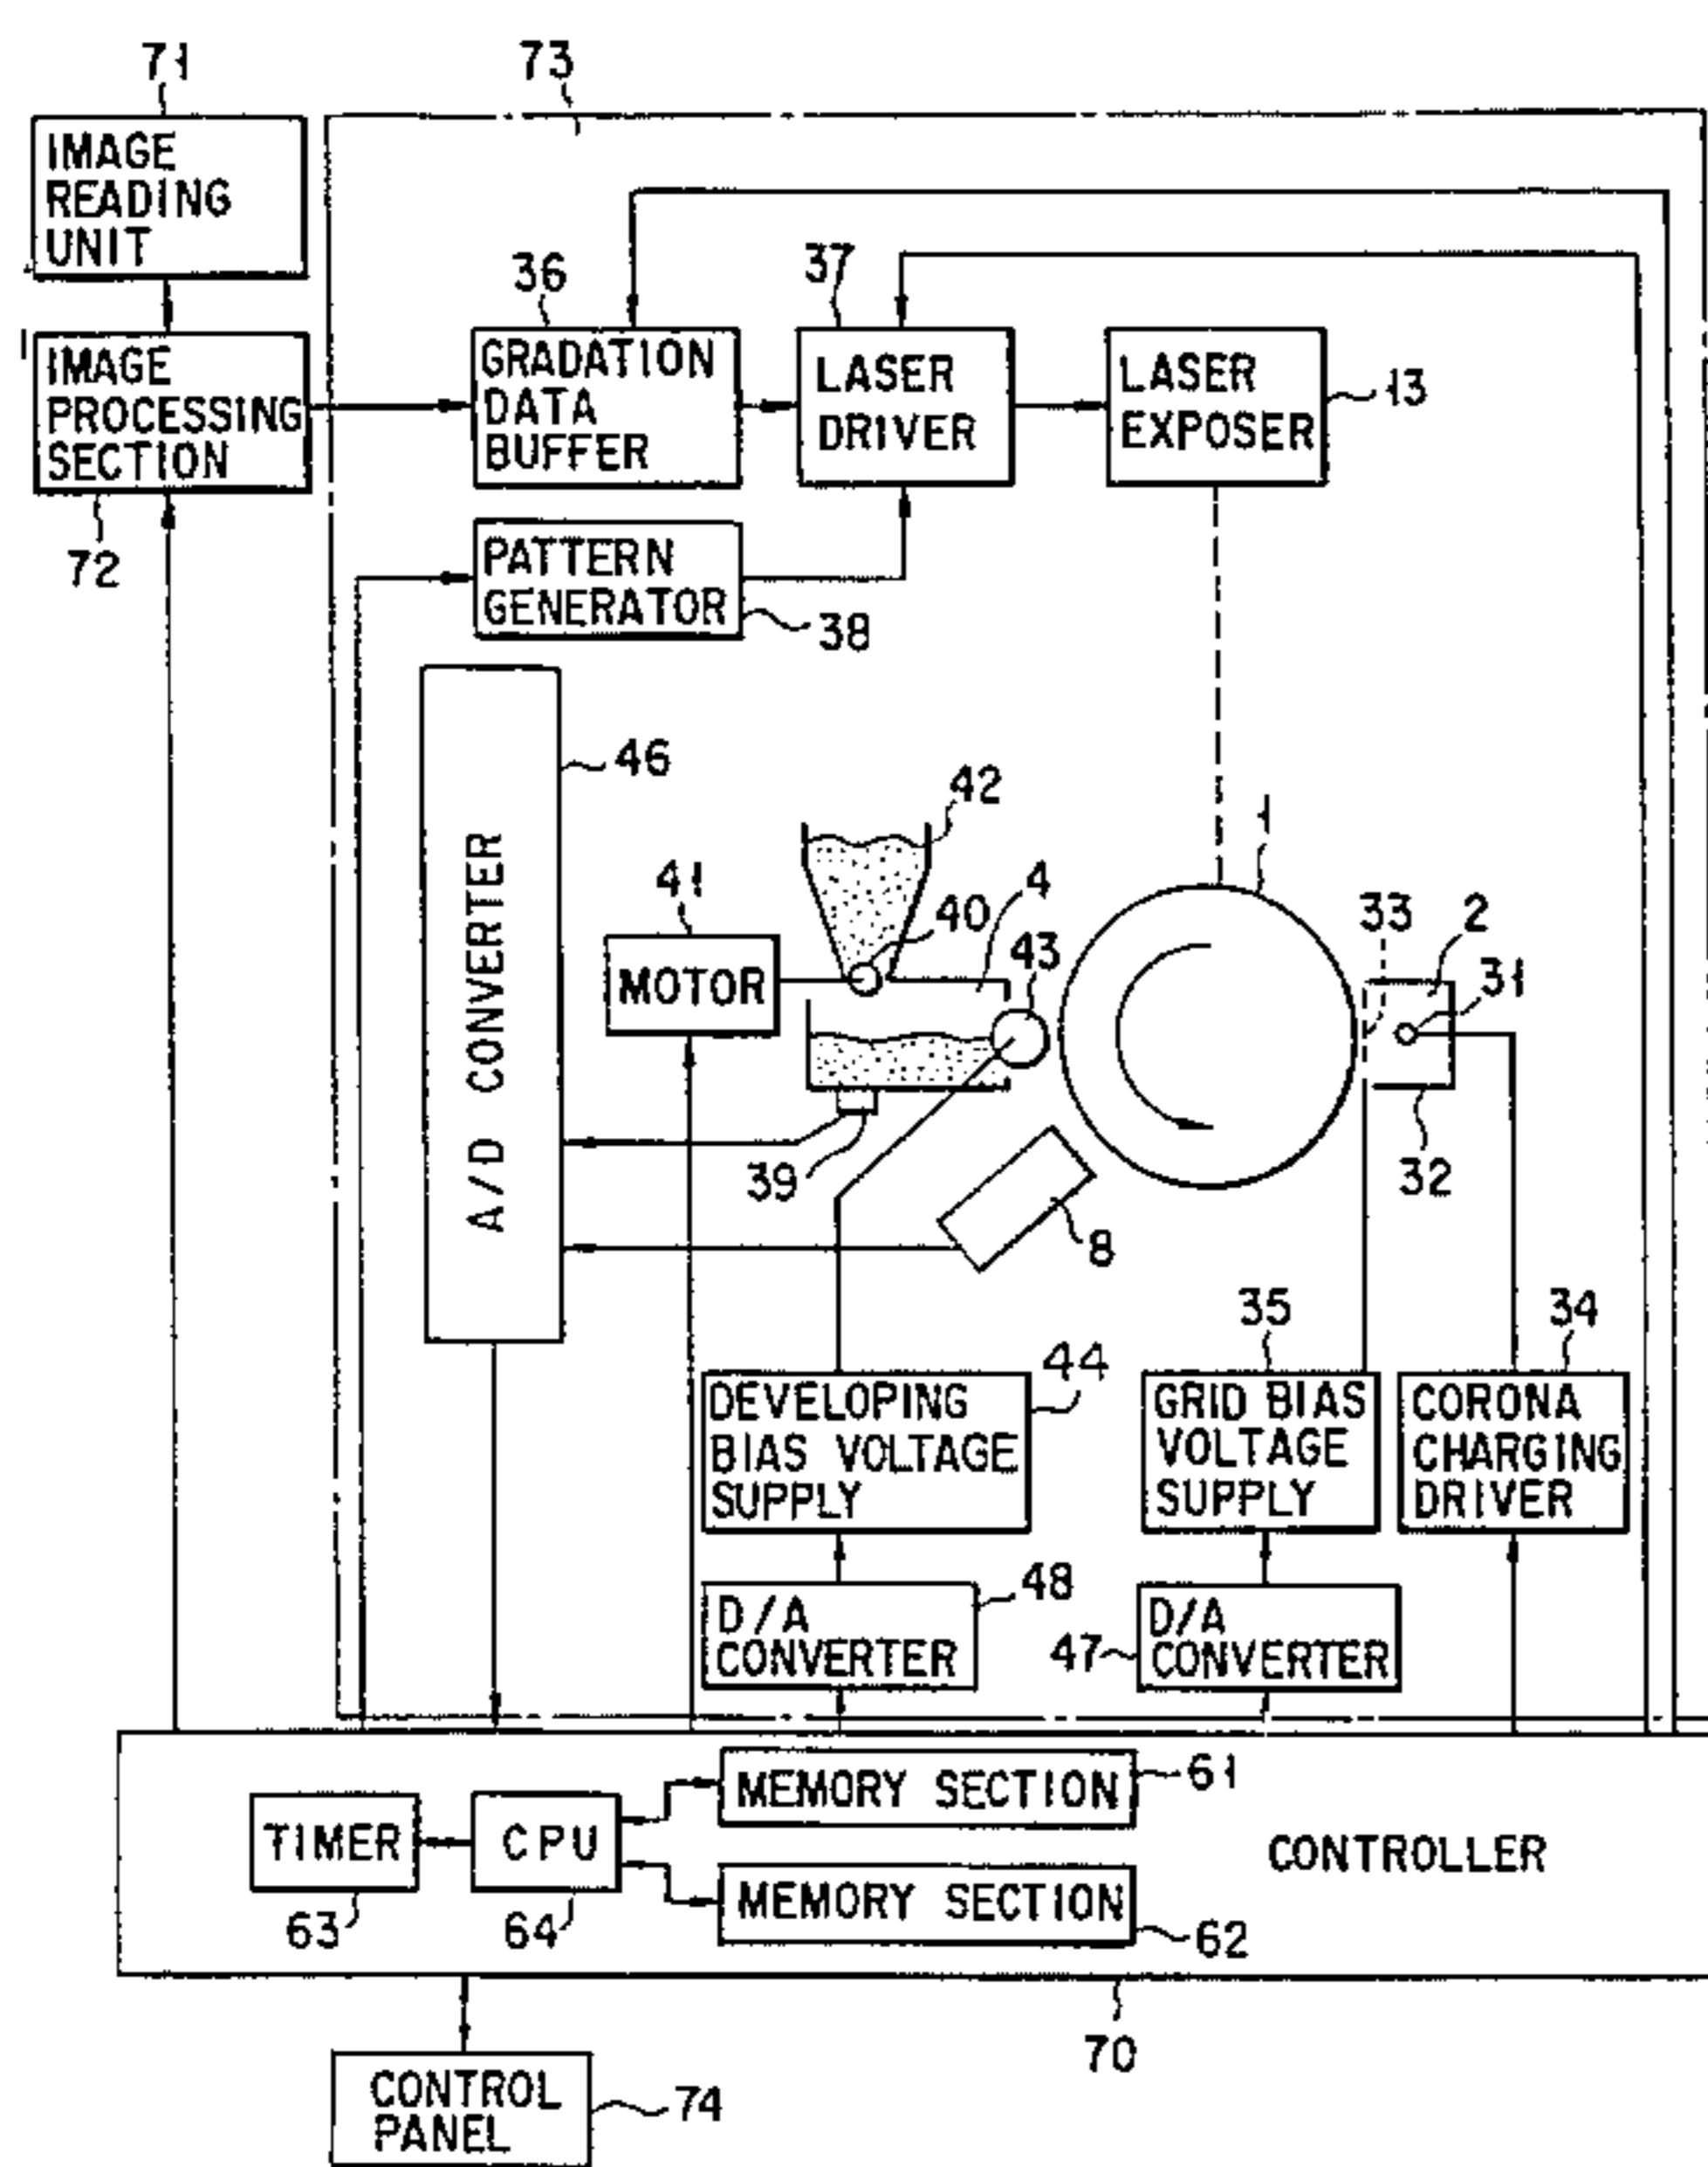 71
73
IMAGE
READING
UNIT
36
37
IMAGE
PROCESSING
SECTION
GRADATION
DATA
BUFFER
LASER
DRIVER
LASER
EXPOSER
13
72
PATTERN
GENERATOR
38
46
A/D CONVERTER
42
1
41
40
4
43
33
2
31
MOTOR
39
32
8
35
34
44
DEVELOPING
BIAS VOLTAGE
SUPPLY
GRID BIAS
VOLTAGE
SUPPLY
CORONA
CHARGING
DRIVER
48
D/A
CONVERTER
47
D/A
CONVERTER
MEMORY SECTION
61
TIMER
CPU
CONTROLLER
63
64
MEMORY SECTION
62
70
CONTROL
PANEL
74